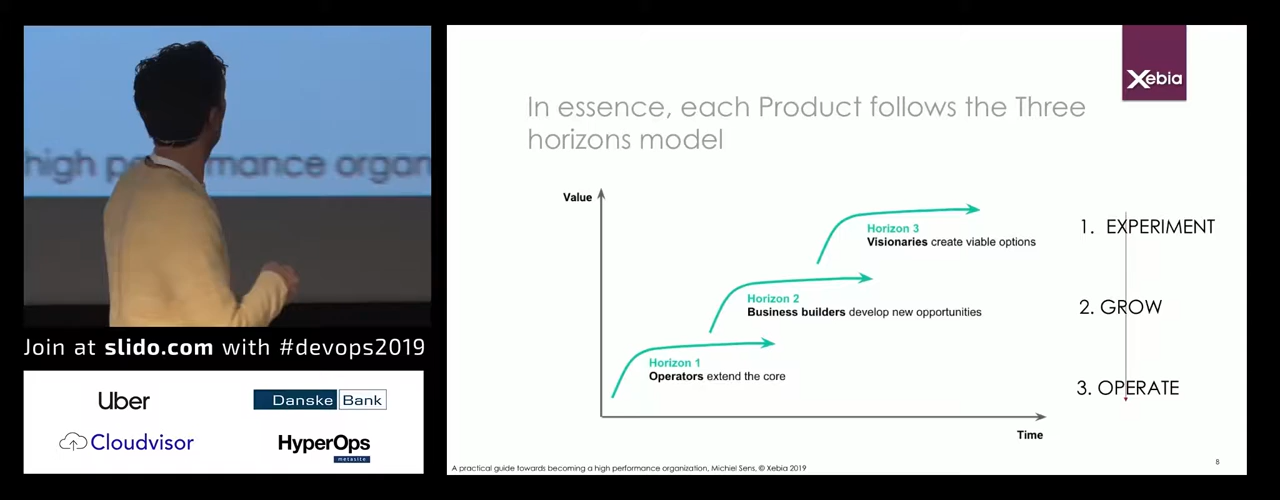 high p rmance organ
Join at slido.com with #devops2019
Uber
Danske Bank
Cloudvisor
HyperOps
metasite
Xebia
In essence, each Product follows the Three
horizons model
Value
Horizon 3
Visionaries create viable options
Horizon 2
Business builders develop new opportunities
Horizon 1
Operators extend the core
Time
1. EXPERIMENT
2. GROW
3. OPERATE
A practical guide towards becoming a high performance organization, Michiel Sens, © Xebia 2019
8